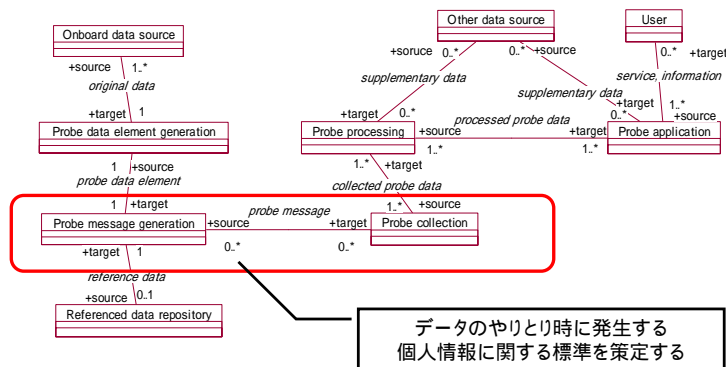 Onboard data source
+source 1..*
original data
+target 1
Probe data element generation
1 +source
probe data element
1 +target
Probe message generation
+target 1
reference data
+source 0..1
Referenced data repository
+source
0..*
probe message
+target
0..*
Probe collection
1..* +source
collected probe data
1..* +target
Probe processing
+target 0..*
supplementary data
+soruce 0..*
Other data source
0..* +source
supplementary data
+target
0..*
+source
1..*
processed probe data
+target
1..*
Probe application
1..*
+source
service, information
0..* +target
User
データのやりとり時に発生する
個人情報に関する標準を策定する